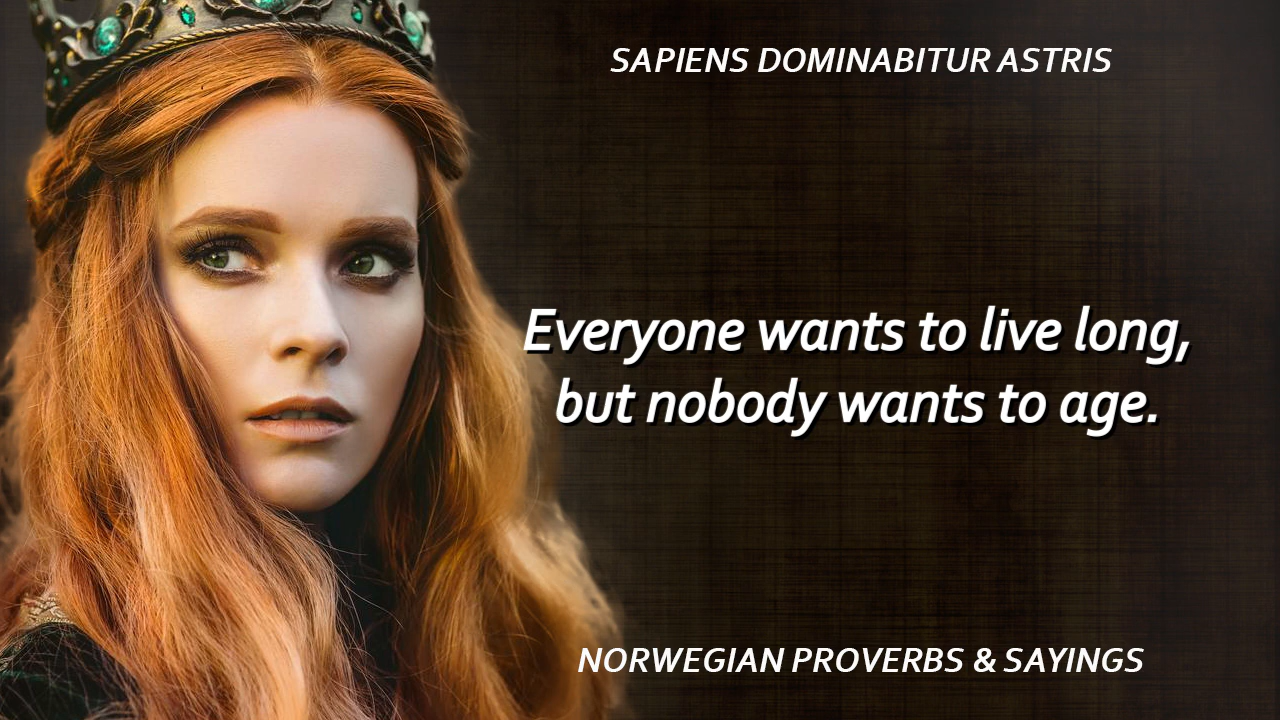 SAPIENS DOMINABITUR ASTRIS
Everyone wants to live long,
but nobody wants to age.
NORWEGIAN PROVERBS & SAYINGS